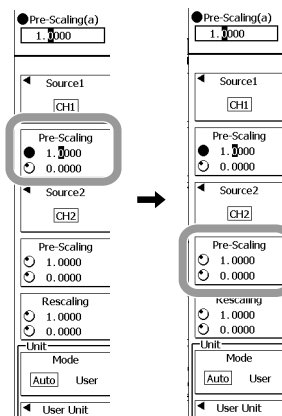 Pre-Scaling(a)
1.0000
Source1
CH1
Pre-Scaling
1.0000
0.0000
Source2
CH2
Pre-Scaling
1.0000
0.0000
Rescaling
1.0000
0.0000
Unit
Mode
Auto User
User Unit
Pre-Scaling(a)
1.0000
Source1
CH1
Pre-Scaling
1.0000
0.0000
Source2
CH2
Pre-Scaling
1.0000
0.0000
Rescaling
1.0000
0.0000
Unit
Mode
Auto User
User Unit